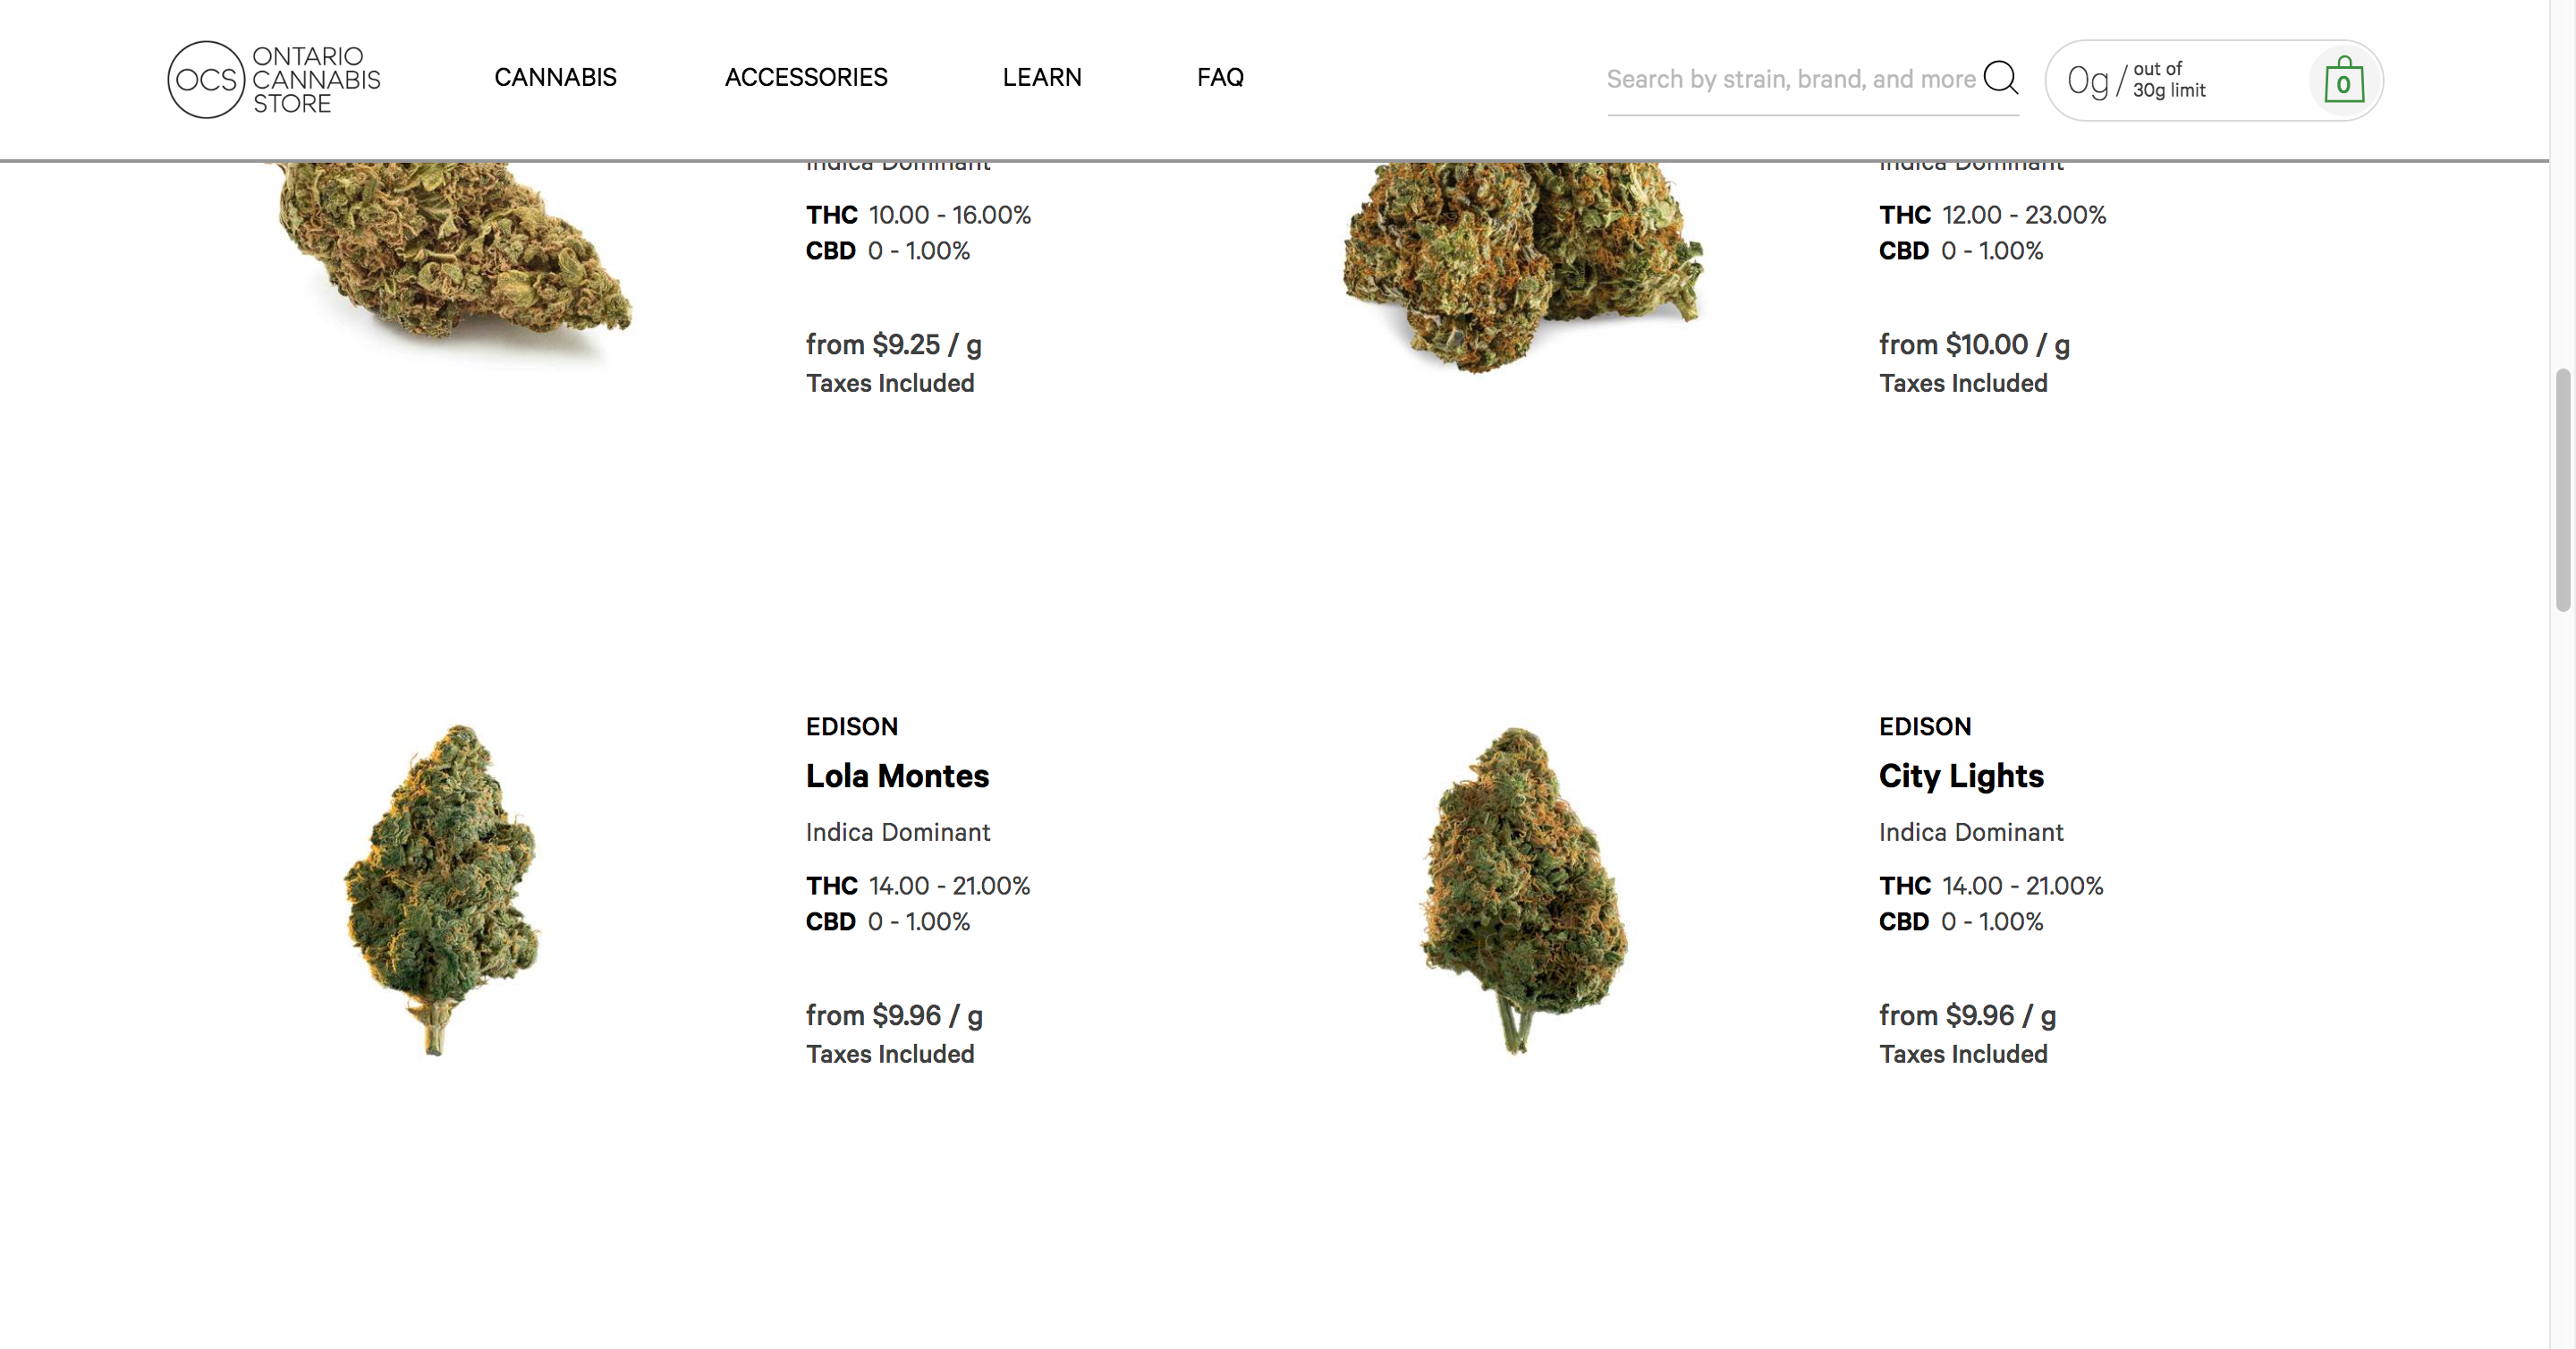 OCS
ONTARIO
CANNABIS
STORE
CANNABIS
ACCESSORIES
LEARN
FAQ
Search by strain, brand, and more
0g / out of
30g limit
0
Indica Dominant
THC 10.00 - 16.00%
CBD 0 - 1.00%
from $9.25 / g
Taxes Included
Indica Dominant
THC 12.00 - 23.00%
CBD 0 - 1.00%
from $10.00 / g
Taxes Included
EDISON
Lola Montes
Indica Dominant
THC 14.00 - 21.00%
CBD 0 - 1.00%
from $9.96 / g
Taxes Included
EDISON
City Lights
Indica Dominant
THC 14.00 - 21.00%
CBD 0 - 1.00%
from $9.96 / g
Taxes Included